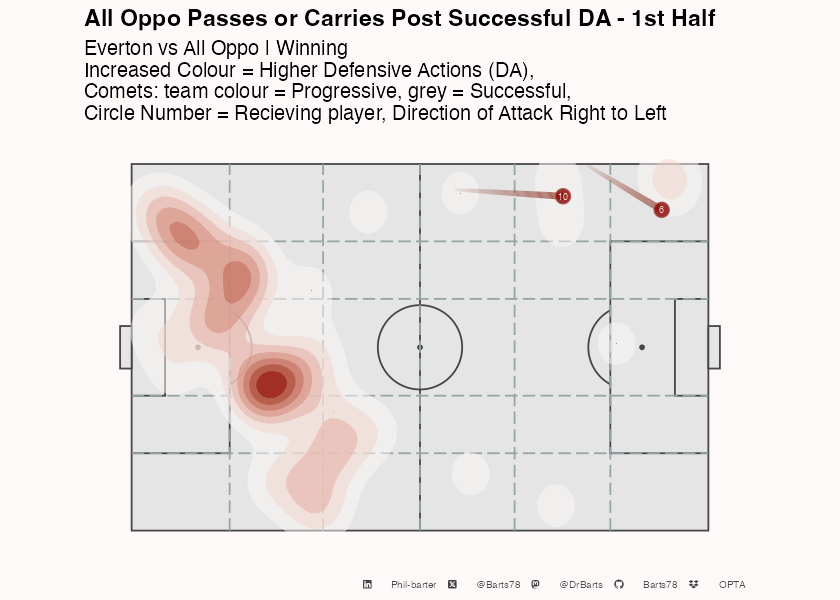 All Oppo Passes or Carries Post Successful DA - 1st Half
Everton vs All Oppo | Winning
Increased Colour = Higher Defensive Actions (DA),
Comets: team colour = Progressive, grey = Successful,
Circle Number = Recieving player, Direction of Attack Right to Left
10
6
Phil-barter @Barts78 @DrBarts Barts78 OPTA